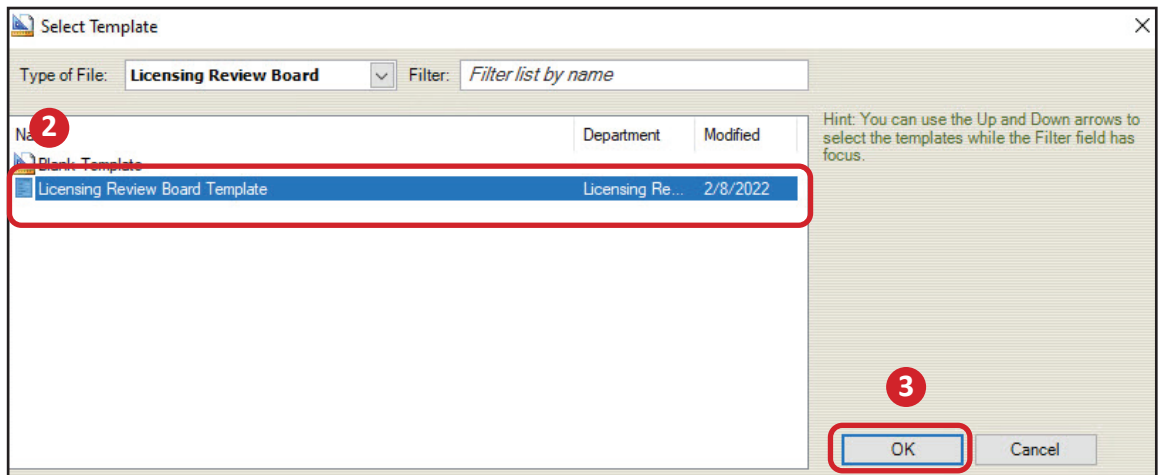 Select Template
Type of File: Licensing Review Board Filter: Filter list by name
2 Department Modified
Hint: You can use the Up and Down arrows to
select the templates while the Filter field has
focus.
Blank Template
Licensing Review Board Template Licensing Re... 2/8/2022
3
OK Cancel